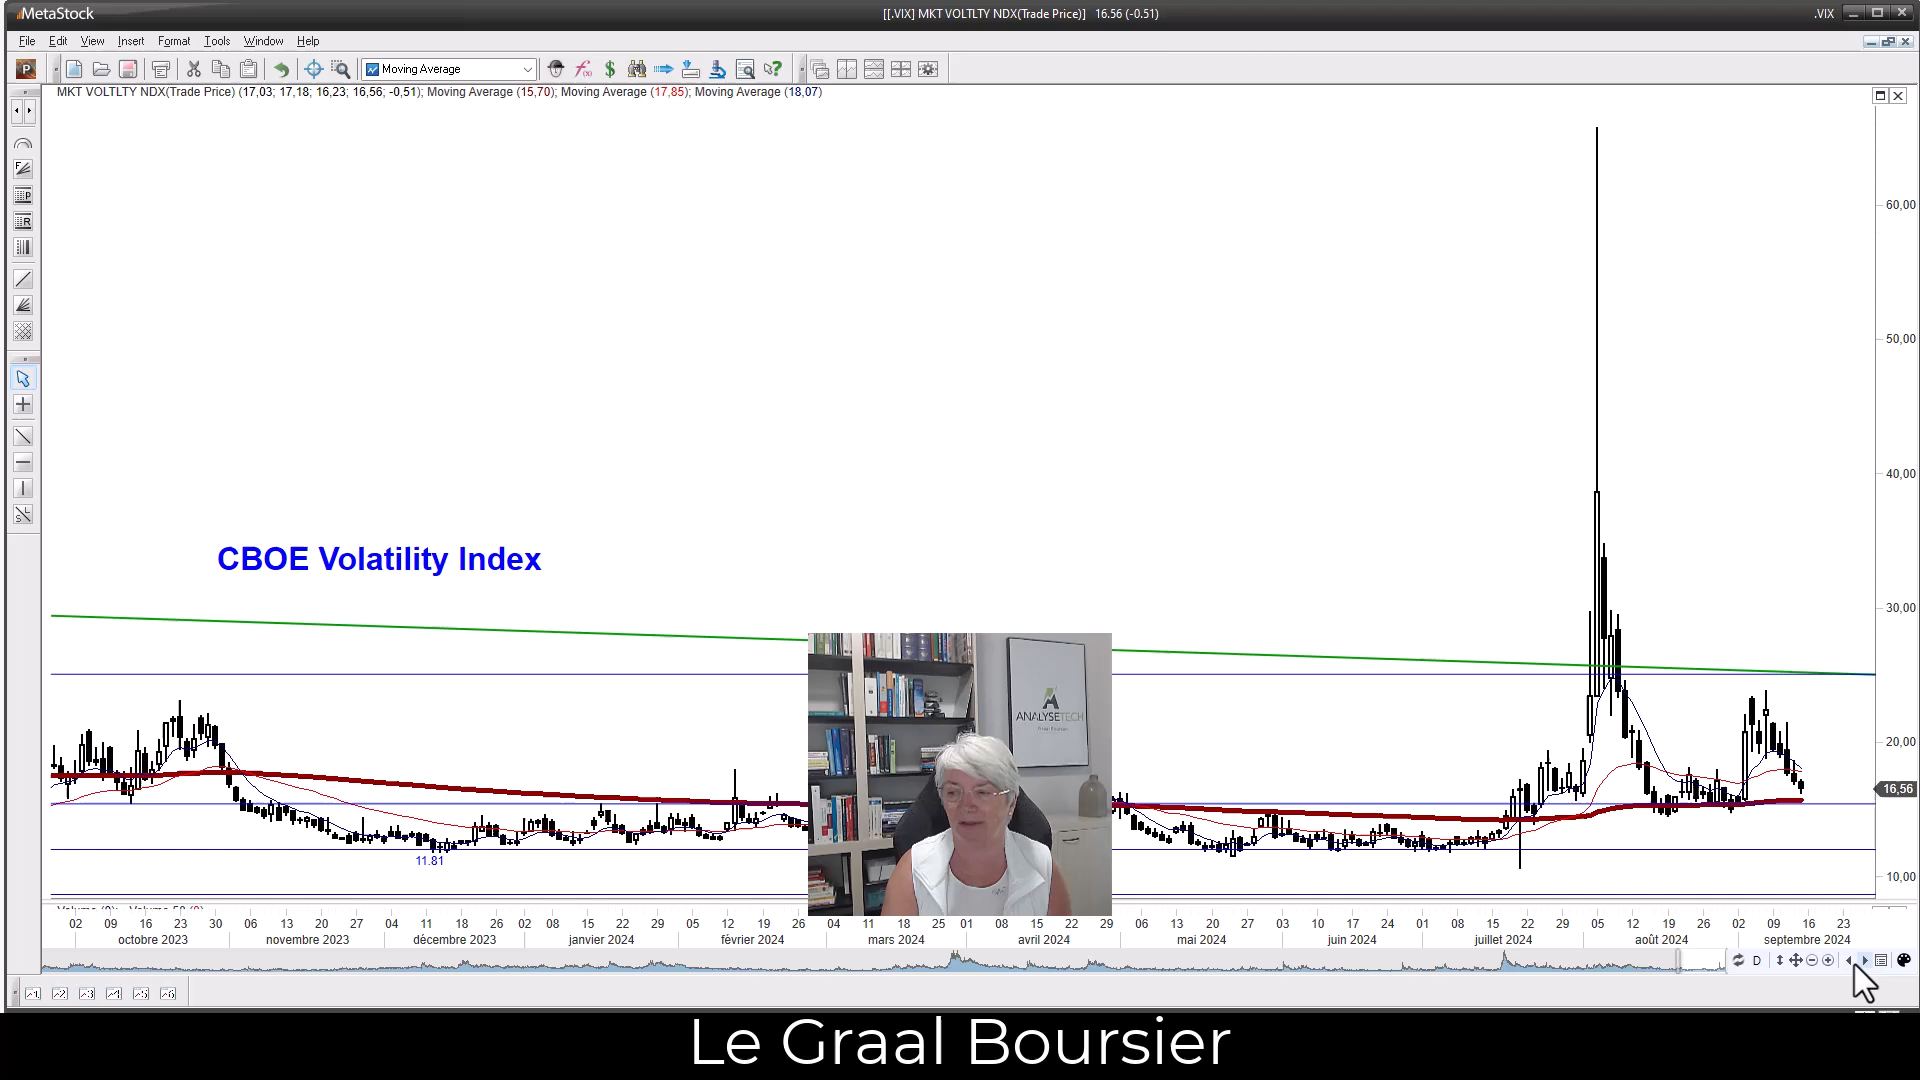 MetaStock
[[.VIX] MKT VOLTLTY NDX(Trade Price)] 16.56 (-0.51)
.VIX
File Edit View Insert Format Tools Window Help
Moving Average
MKT VOLTLTY NDX(Trade Price) (17,03; 17,18; 16,23; 16,56; -0,51); Moving Average (15,70); Moving Average (17,85); Moving Average (18,07)
60,00
50,00
40,00
CBOE Volatility Index
30,00
ANALYSETECH
Graal Boursier
20,00
16,56
11.81
10,00
02 09 16 23 30 06 13 20 27 04 11 18 26 02 08 15 22 29 05 12 19 26 04 11 18 25 01 08 15 22 29 06 13 20 27 03 10 17 24 01 08 15 22 29 05 12 19 26 02 09 16 23
octobre 2023 novembre 2023 décembre 2023 janvier 2024 février 2024 mars 2024 avril 2024 mai 2024 juin 2024 juillet 2024 août 2024 septembre 2024
D
Le Graal Boursier